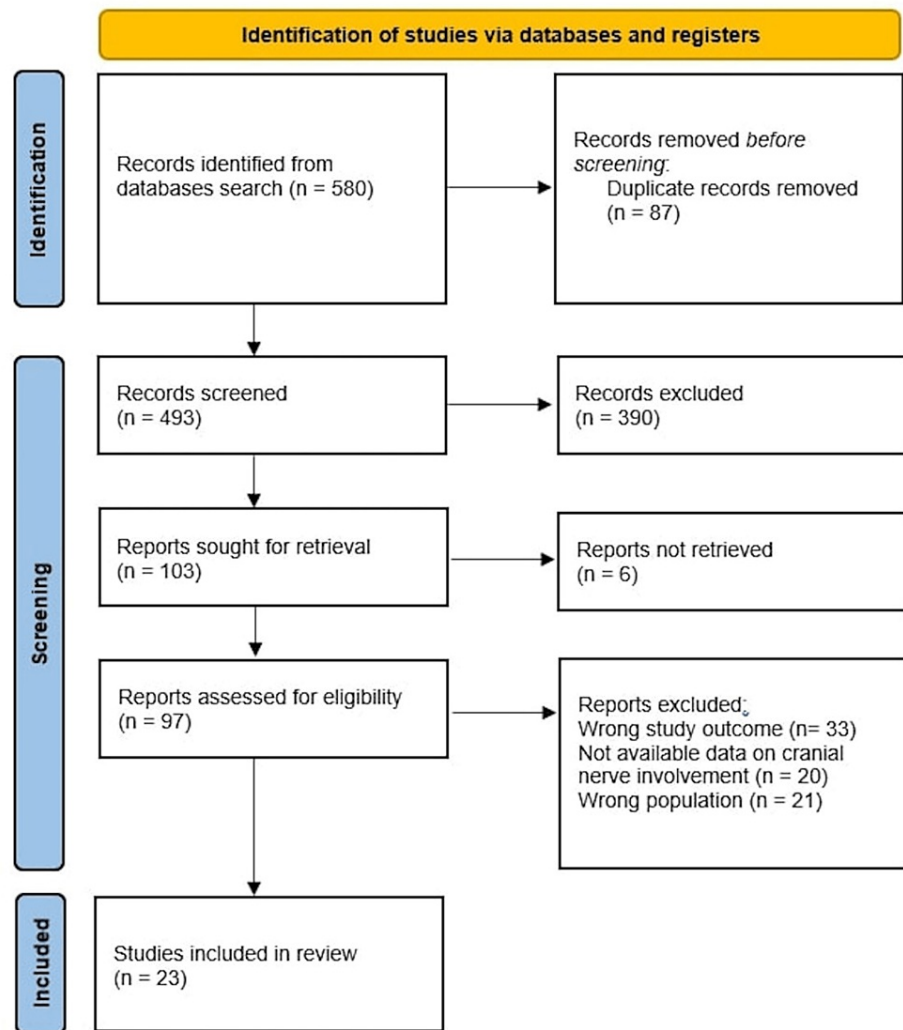 Identification of studies via databases and registers
Identification
Records identified from
databases search (n = 580)
Records removed before
screening:
Duplicate records removed
(n = 87)
Screening
Records screened
(n = 493)
Records excluded
(n = 390)
Reports sought for retrieval
(n = 103)
Reports not retrieved
(n = 6)
Reports assessed for eligibility
(n = 97)
Reports excluded:
Wrong study outcome (n= 33)
Not available data on cranial
nerve involvement (n = 20)
Wrong population (n = 21)
Included
Studies included in review
(n = 23)